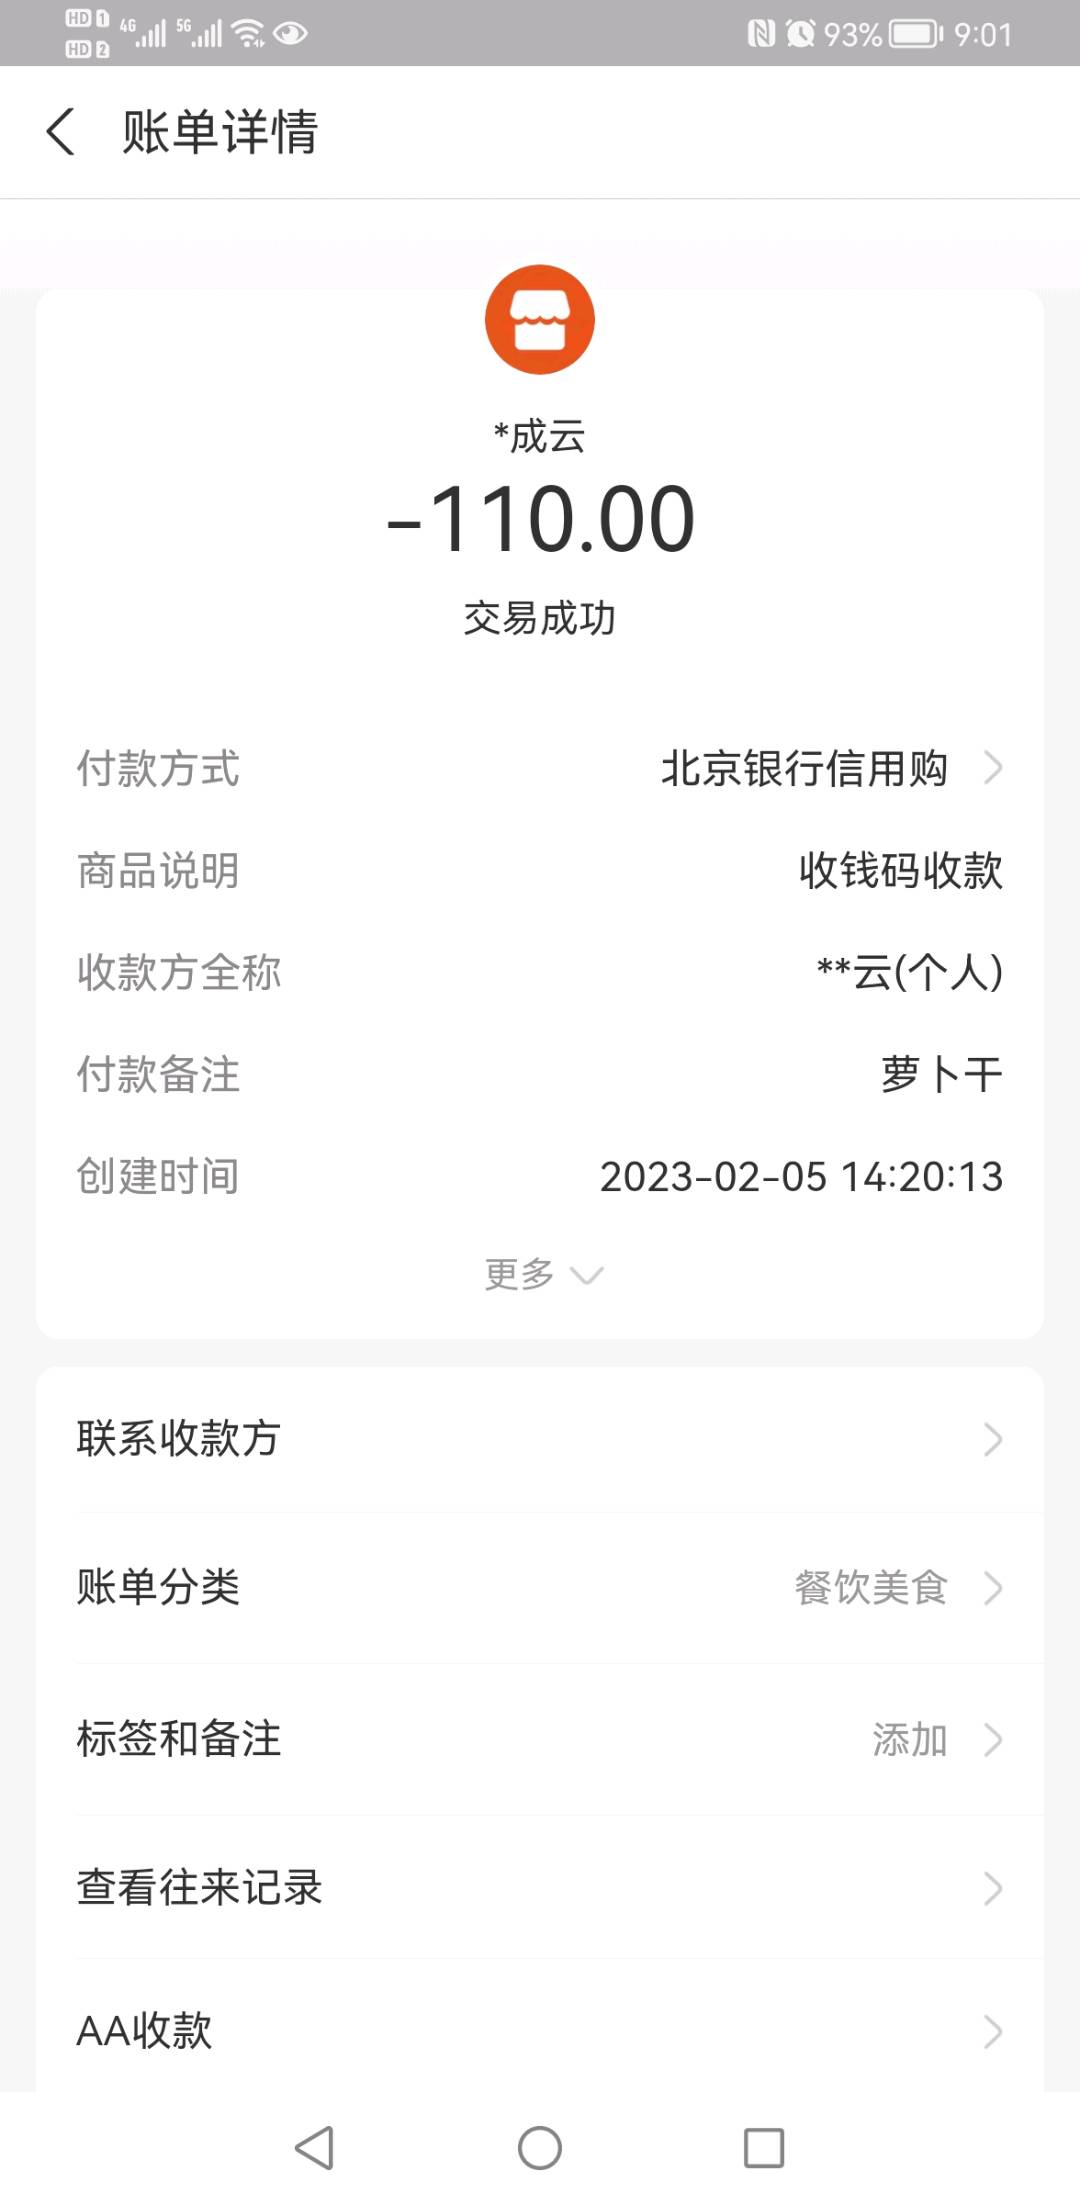 HD 1 4G 5G
HD 2
93% 9:01
账单详情
*成云
-110.00
交易成功
付款方式 北京银行信用购
商品说明 收钱码收款
收款方全称 **云(个人)
付款备注 萝卜干
创建时间 2023-02-05 14:20:13
更多
联系收款方
账单分类 餐饮美食
标签和备注 添加
查看往来记录
AA收款